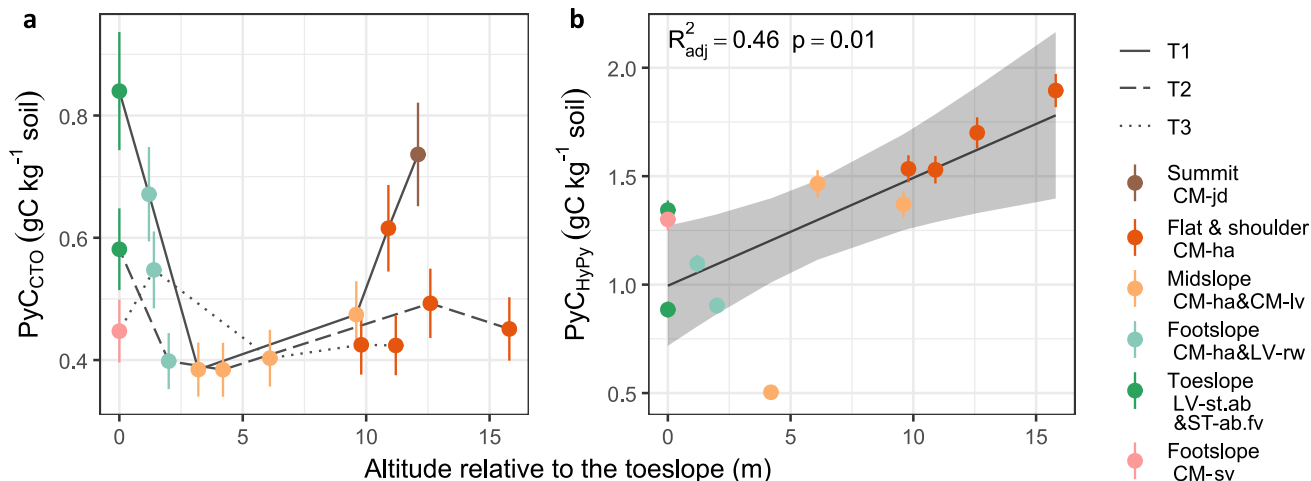 a
b
R²adj = 0.46 p = 0.01
PyC_CTO (gC kg⁻¹ soil)
0.8
0.6
0.4
0
5
10
15
PyC_HyPy (gC kg⁻¹ soil)
2.0
1.5
1.0
0.5
0
5
10
15
Altitude relative to the toeslope (m)
T1
T2
T3
Summit
CM-jd
Flat & shoulder
CM-ha
Midslope
CM-ha&CM-lv
Footslope
CM-ha&LV-rw
Toeslope
LV-st.ab
&ST-ab.fv
Footslope
CM-sv